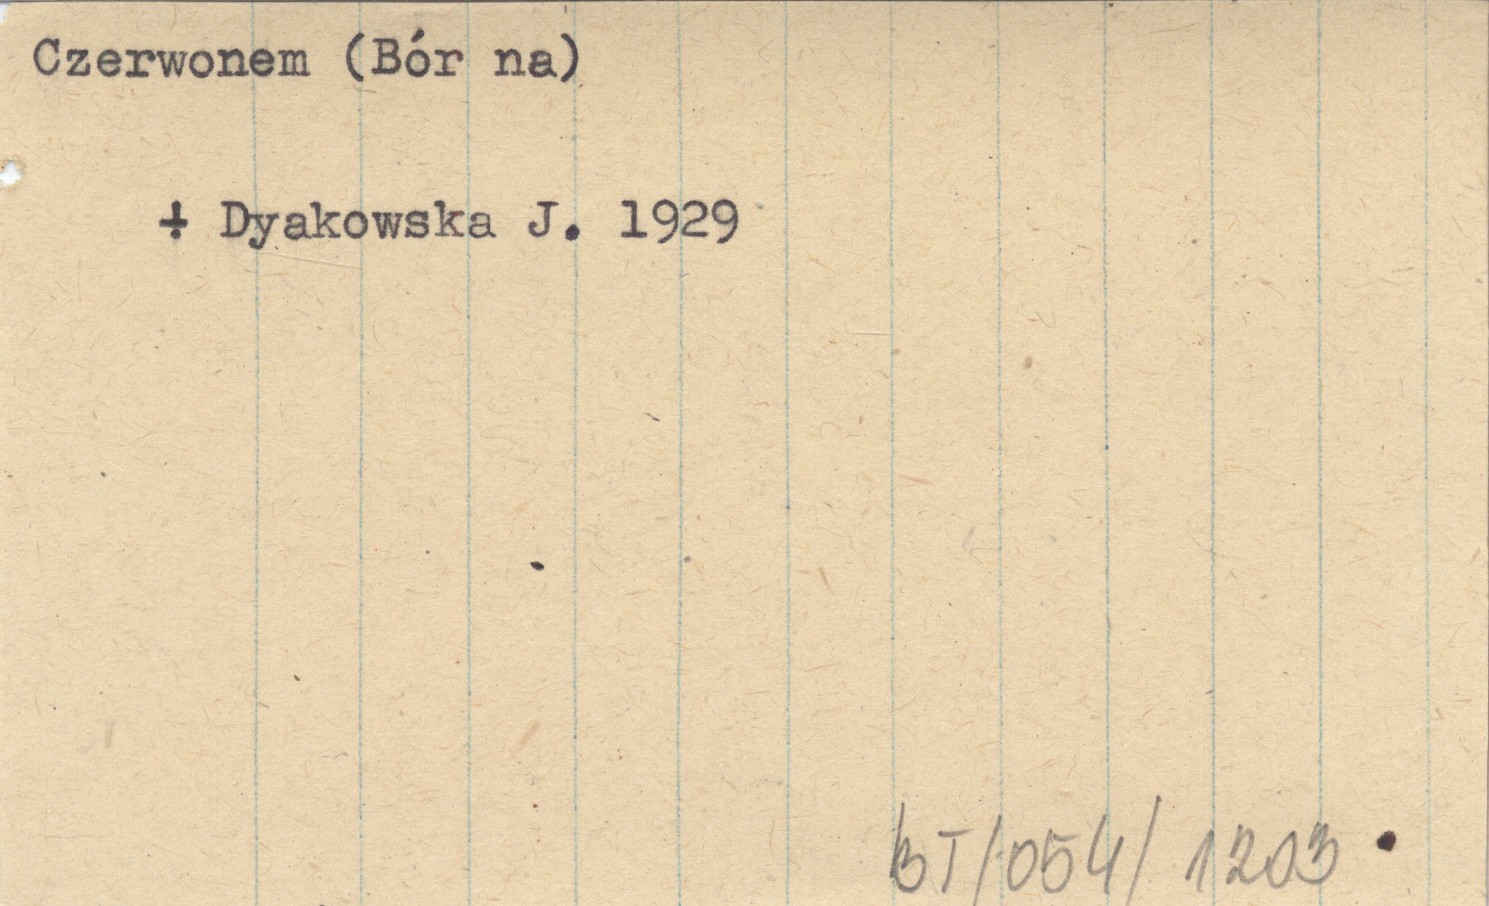 Czerwonem (Bór na)
+ Dyakowska J. 1929
BT/054/1203